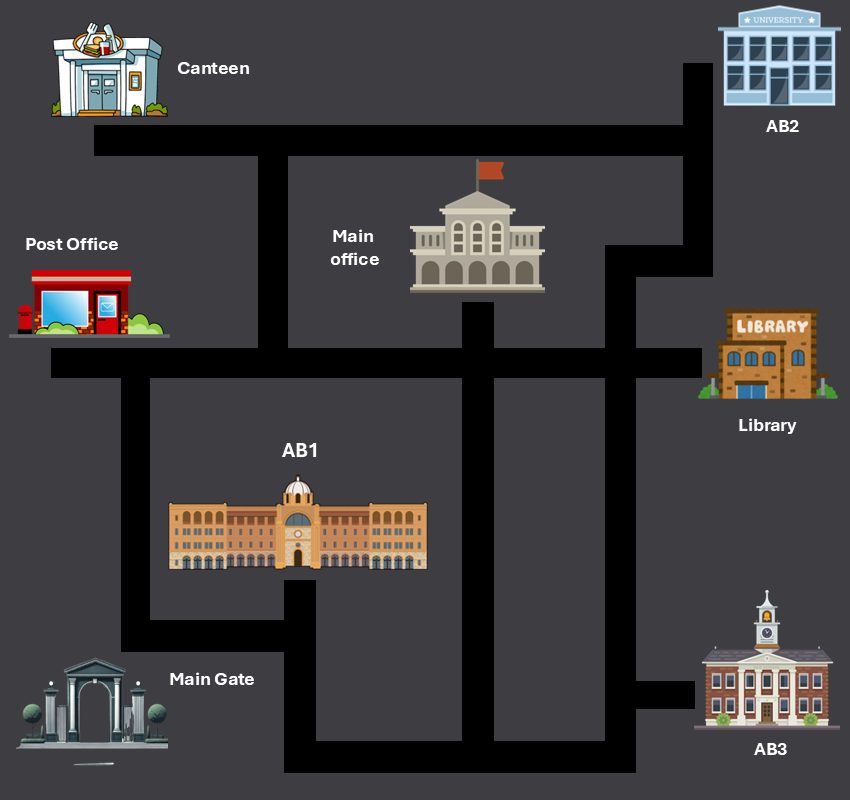 UNIVERSITY
Canteen
AB2
Main
office
Post Office
LIBRARY
Library
AB1
Main Gate
AB3